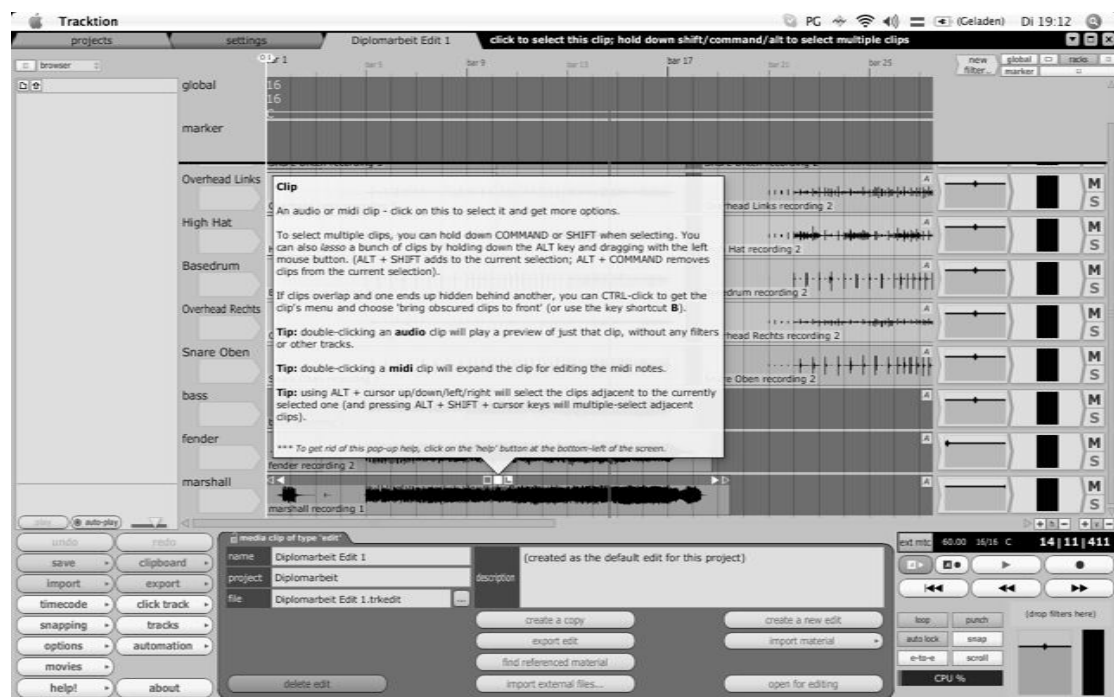 Tracktion
PG
(Geladen) Di 19:12
projects
settings
Diplomarbeit Edit 1
click to select this clip; hold down shift/command/alt to select multiple clips
browser
bar 9
bar 17
bar 25
new
filter...
global
racks
marker
global
16
16
C
marker
Overhead Links
High Hat
Basedrum
Overhead Rechts
Snare Oben
bass
fender
marshall
Clip
An audio or midi clip - click on this to select it and get more options.
To select multiple clips, you can hold down COMMAND or SHIFT when selecting. You
can also lasso a bunch of clips by holding down the ALT key and dragging with the left
mouse button. (ALT + SHIFT adds to the current selection; ALT + COMMAND removes
clips from the current selection).
If clips overlap and one ends up hidden behind another, you can CTRL-click to get the
clip's menu and choose 'bring obscured clips to front' (or use the key shortcut B).
Tip: double-clicking an audio clip will play a preview of just that clip, without any filters
or other tracks.
Tip: double-clicking a midi clip will expand the clip for editing the midi notes.
Tip: using ALT + cursor up/down/left/right will select the clips adjacent to the currently
selected one (and pressing ALT + SHIFT + cursor keys will multiple-select adjacent
clips).
*** To get rid of this pop-up help, click on the 'help' button at the bottom-left of the screen.
head Links recording 2
Hat recording 2
drum recording 2
head Rechts recording 2
re Oben recording 2
fender recording 2
marshall recording 1
A
A
A
A
A
A
A
A
M
S
M
S
M
S
M
S
M
S
M
S
M
S
M
S
play
auto-play
undo
redo
save
clipboard
import
export
timecode
click track
snapping
tracks
options
automation
movies
help!
about
media clip of type 'edit'
name
Diplomarbeit Edit 1
project
Diplomarbeit
file
Diplomarbeit Edit 1.trkedit
...
description
(created as the default edit for this project)
create a copy
create a new edit
export edit
import material
find referenced material
delete edit
import external files...
open for editing
ext mtc
60.00 16/16 C
14|11|411
loop
punch
auto lock
snap
e-to-e
scroll
CPU %
(drop filters here)